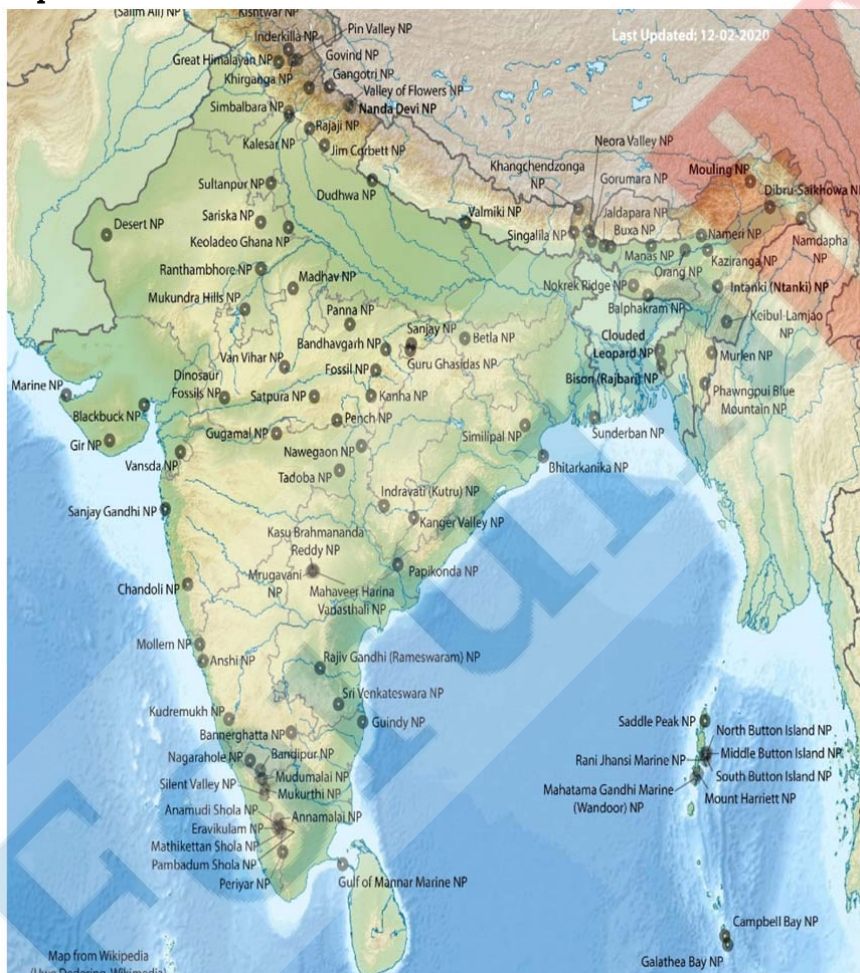 (Salim Ali) NP
Kishtwar NP
Inderkilla NP
Pin Valley NP
Last Updated: 12-02-2020
Great Himalayan NP
Govind NP
Khirganga NP
Gangotri NP
Valley of Flowers NP
Simbalbara NP
Nanda Devi NP
Rajaji NP
Kalesar NP
Jim Corbett NP
Neora Valley NP
Khangchendzonga
NP
Gorumara NP
Mouling NP
Sultanpur NP
Dudhwa NP
Dibru-Saikhowa NP
Sariska NP
Valmiki NP
Jaldapara NP
Desert NP
Keoladeo Ghana NP
Singalila NP
Buxa NP
Nameri NP
Namdapha
NP
Manas NP
Kaziranga NP
Orang NP
Ranthambhore NP
Madhav NP
Nokrek Ridge NP
Intanki (Ntanki) NP
Mukundra Hills NP
Balphakram NP
Panna NP
Keibul-Lamjao
NP
Sanjay NP
Betla NP
Bandhavgarh NP
Clouded
Leopard NP
Van Vihar NP
Guru Ghasidas NP
Murlen NP
Fossil NP
Bison (Rajbari) NP
Dinosaur
Fossils NP
Marine NP
Satpura NP
Kanha NP
Phawngpui Blue
Mountain NP
Blackbuck NP
Pench NP
Gir NP
Gugamal NP
Similipal NP
Sunderban NP
Vansda NP
Nawegaon NP
Bhitarkanika NP
Tadoba NP
Indravati (Kutru) NP
Sanjay Gandhi NP
Kanger Valley NP
Kasu Brahmananda
Reddy NP
Mrugavani
NP
Papikonda NP
Chandoli NP
Mahaveer Harina
Vanasthali NP
Mollem NP
Anshi NP
Rajiv Gandhi (Rameswaram) NP
Sri Venkateswara NP
Kudremukh NP
Guindy NP
Saddle Peak NP
Bannerghatta NP
North Button Island NP
Bandipur NP
Middle Button Island NP
Nagarahole NP
Rani Jhansi Marine NP
Mudumalai NP
South Button Island NP
Silent Valley NP
Mukurthi NP
Mahatama Gandhi Marine
(Wandoor) NP
Mount Harriett NP
Anamudi Shola NP
Annamalai NP
Eravikulam NP
Mathikettan Shola NP
Pambadum Shola NP
Periyar NP
Gulf of Mannar Marine NP
Campbell Bay NP
Galathea Bay NP
Map from Wikipedia